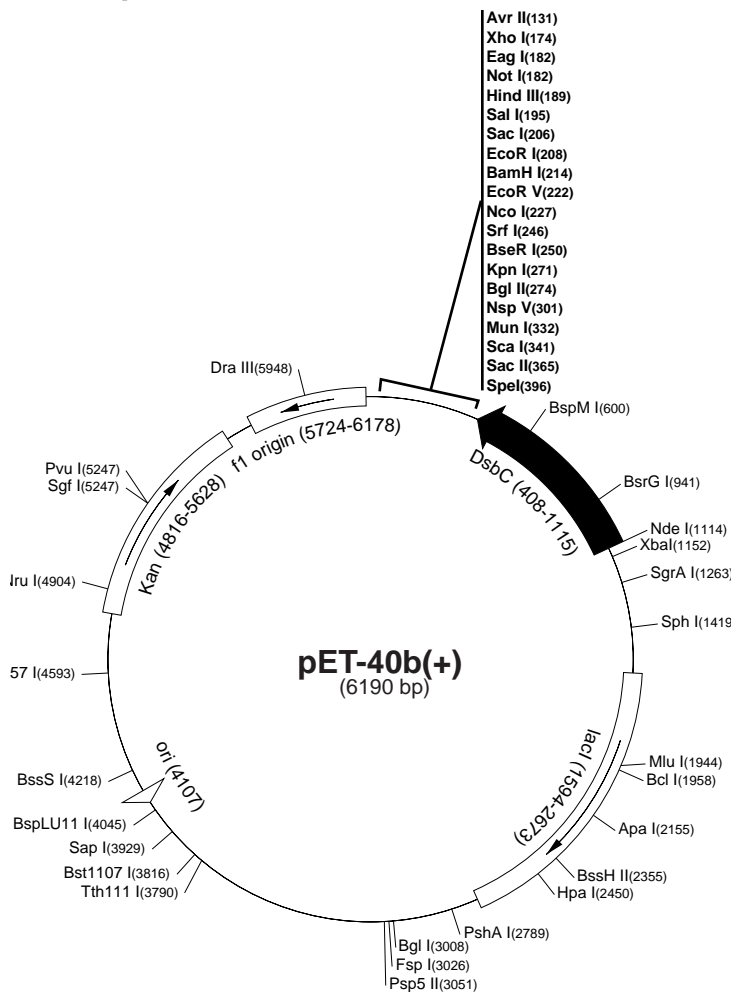 Avr II(131)
Xho I(174)
Eag I(182)
Not I(182)
Hind III(189)
Sal I(195)
Sac I(206)
EcoR I(208)
BamH I(214)
EcoR V(222)
Nco I(227)
Srf I(246)
BseR I(250)
Kpn I(271)
Bgl II(274)
Nsp V(301)
Mun I(332)
Sca I(341)
Sac II(365)
SpeI(396)
Dra III(5948)
BspM I(600)
f1 origin (5724-6178)
DsbC (408-1115)
Pvu I(5247)
Sgf I(5247)
BsrG I(941)
Kan (4816-5628)
Nde I(1114)
XbaI(1152)
SgrA I(1263)
Iru I(4904)
Sph I(1419
pET-40b(+)
(6190 bp)
57 I(4593)
lacI (1594-2673)
ori (4107)
Mlu I(1944)
Bcl I(1958)
BssS I(4218)
BspLU11 I(4045)
Apa I(2155)
Sap I(3929)
Bst1107 I(3816)
Tth111 I(3790)
BssH II(2355)
Hpa I(2450)
PshA I(2789)
Bgl I(3008)
Fsp I(3026)
Psp5 II(3051)